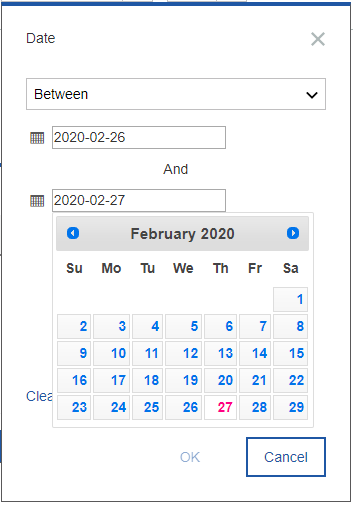 Date
Between
2020-02-26
And
2020-02-27
February 2020
Su Mo Tu We Th Fr Sa
1
2 3 4 5 6 7 8
9 10 11 12 13 14 15
16 17 18 19 20 21 22
Clea
23 24 25 26 27 28 29
OK Cancel